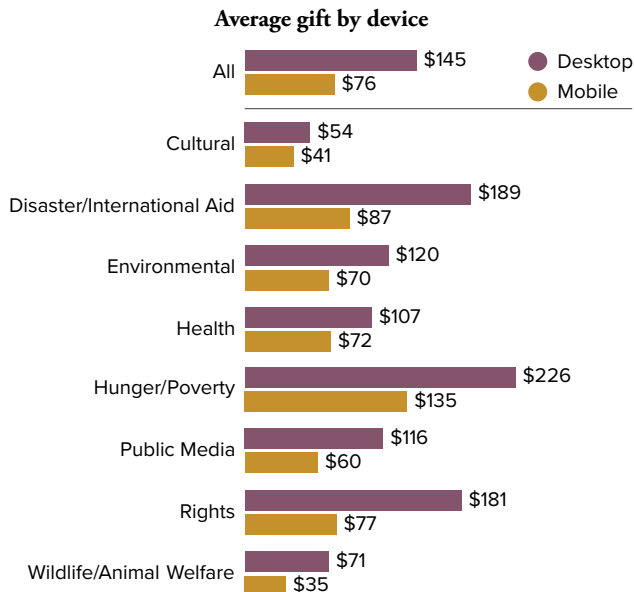 Average gift by device
All
$145
$76
Desktop
Mobile
Cultural
$54
$41
Disaster/International Aid
$189
$87
Environmental
$120
$70
Health
$107
$72
Hunger/Poverty
$226
$135
Public Media
$116
$60
Rights
$181
$77
Wildlife/Animal Welfare
$71
$35